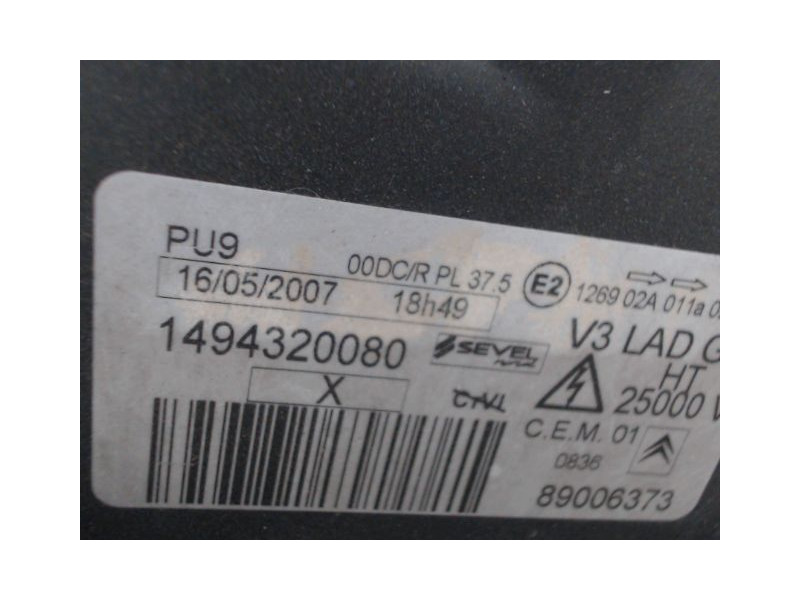 PU9
00DC/R PL 37.5 E2 1269 02A 011a 0
16/05/2007 18h49
1494320080 SEVEL V3 LAD G
X HT
25000 V
C.E.M. 01
0836
89006373